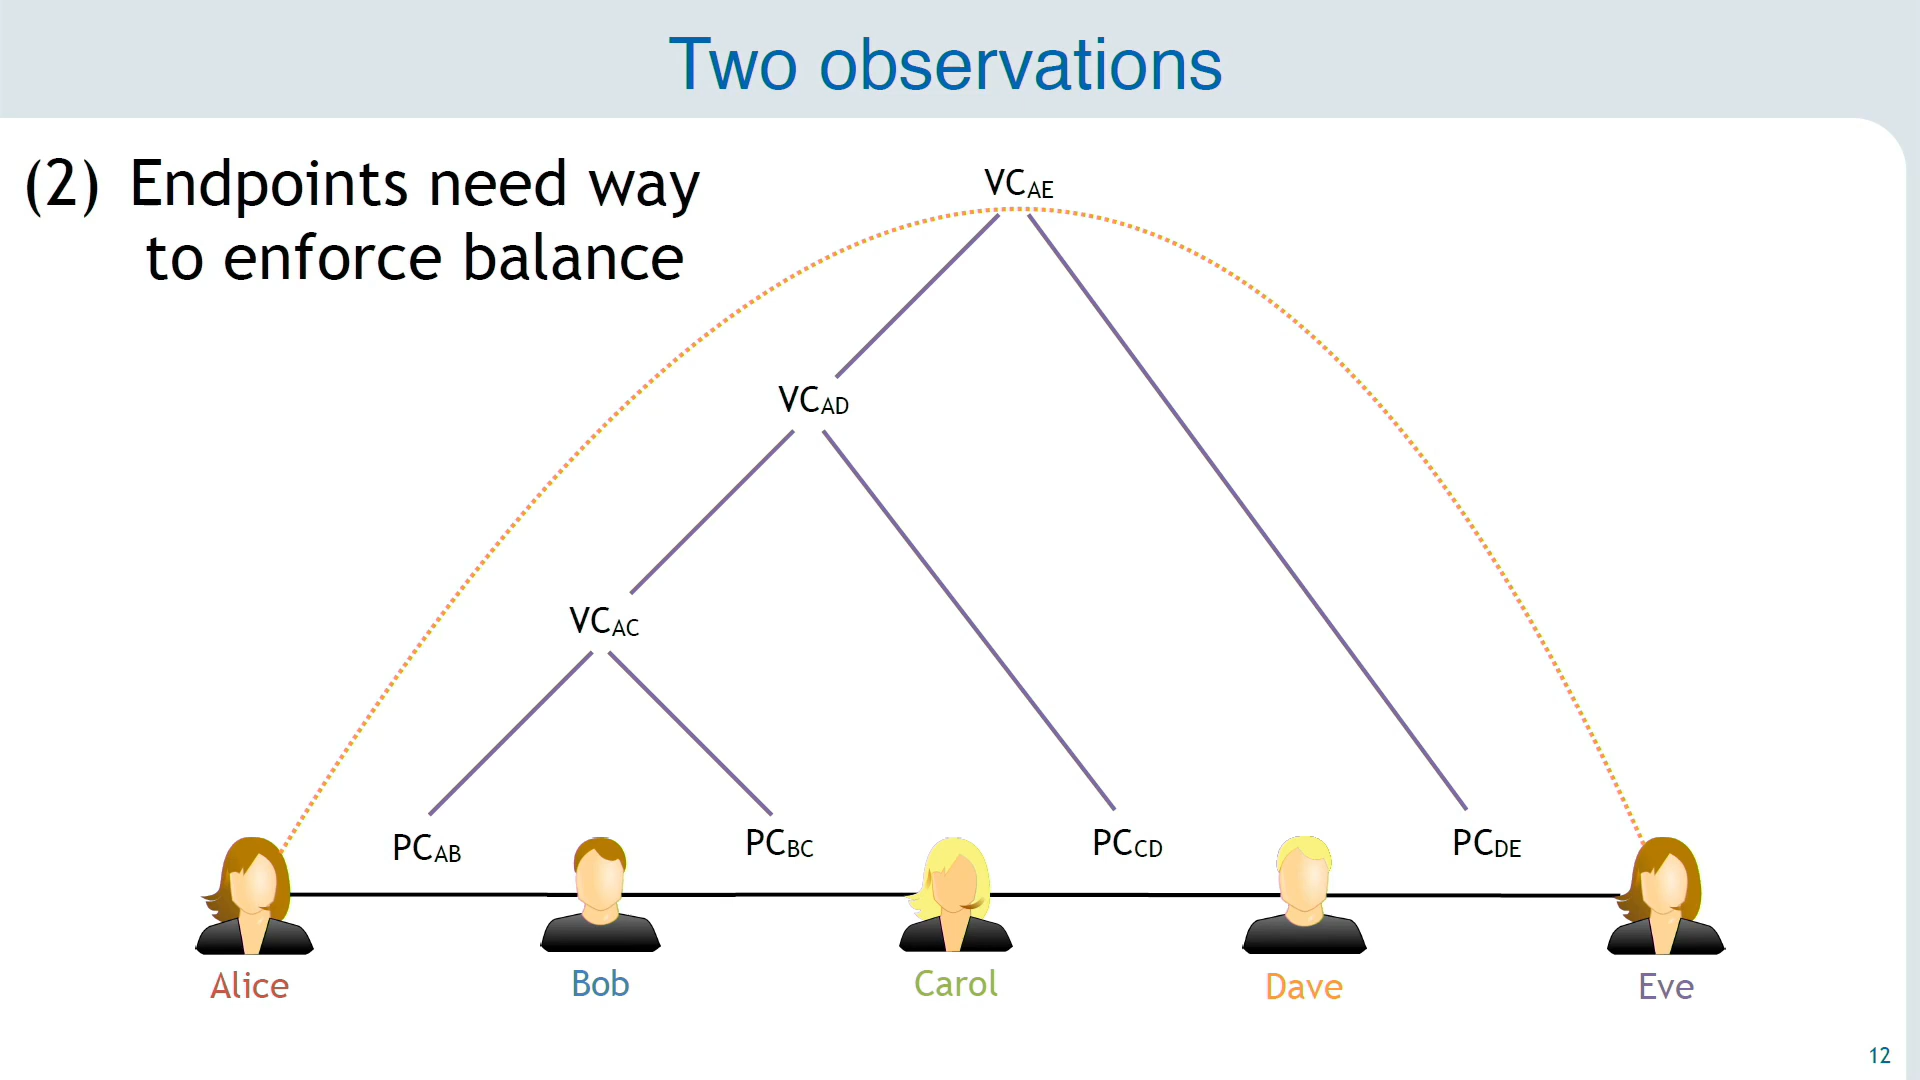 Two observations
(2) Endpoints need way
to enforce balance
VCAE
VCAD
VCAC
PCAB
PCBC
PCCD
PCDE
Alice
Bob
Carol
Dave
Eve
12